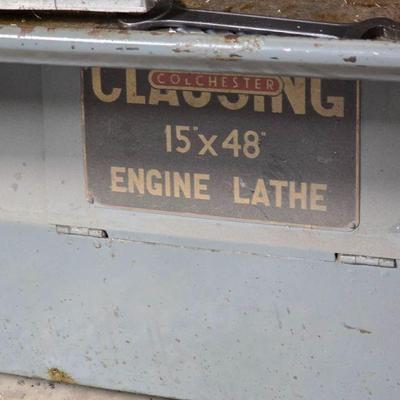 CLAUSING
COLCHESTER
15"x48"
ENGINE LATHE